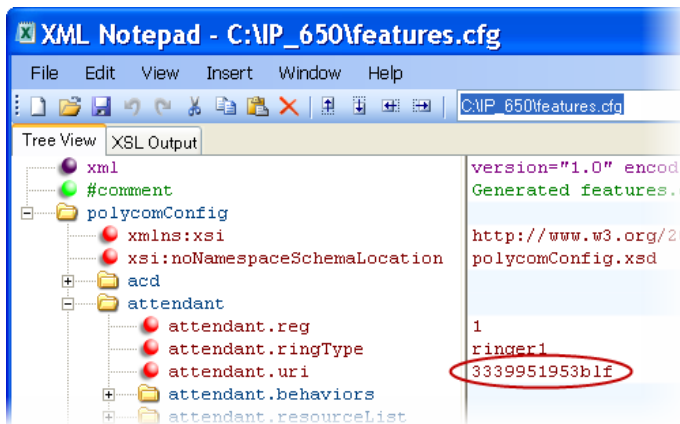 XML Notepad - C:\IP_650\features.cfg
File Edit View Insert Window Help
C:\IP_650\features.cfg
Tree View XSL Output
xml version="1.0" encod
#comment Generated features.
polycomConfig
xmlns:xsi http://www.w3.org/2
xsi:noNamespaceSchemaLocation polycomConfig.xsd
acd
attendant
attendant.reg 1
attendant.ringType ringer1
attendant.uri 3339951953blf
attendant.behaviors
attendant.resourceList